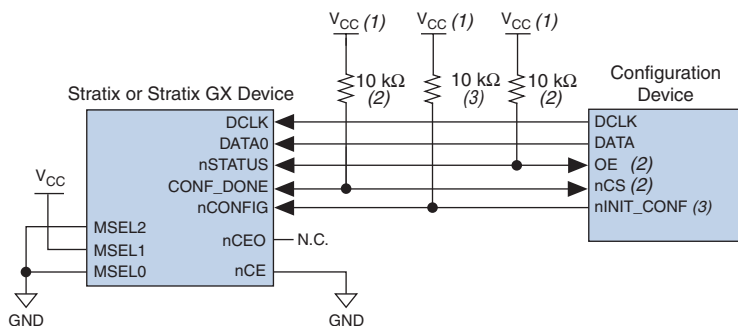 VCC (1) VCC (1) VCC (1)
10 kΩ 10 kΩ 10 kΩ
(2) (3) (2)
Stratix or Stratix GX Device
Configuration
Device
DCLK DCLK
DATA0 DATA
nSTATUS OE (2)
CONF_DONE nCS (2)
nCONFIG nINIT_CONF (3)
VCC
MSEL2
MSEL1
MSEL0
nCEO N.C.
nCE
GND GND